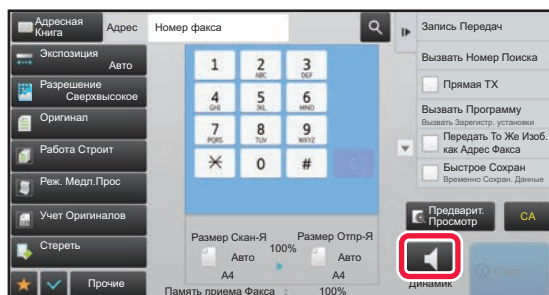 Адресная
Книга
Адрес
Номер факса
Экспозиция
Авто
Разрешение
Сверхвысокое
Оригинал
Работа Строит
Реж. Медл.Прос
Учет Оригиналов
Стереть
Прочие
1
2
ABC
3
DEF
4
GHI
5
JKL
6
MNO
7
PQRS
8
TUV
9
WXYZ
0
#
C
Размер Скан-Я
100%
Размер Отпр-Я
Авто
A4
Авто
A4
Память приема Факса :
100%
Запись Передач
Вызвать Номер Поиска
Прямая TX
Вызвать Программу
Вызвать Зарегистр. установки
Передать То Же Изоб.
как Адрес Факса
Быстрое Сохран
Временно Сохран. Данные
Предварит.
Просмотр
CA
Динамик
Старт